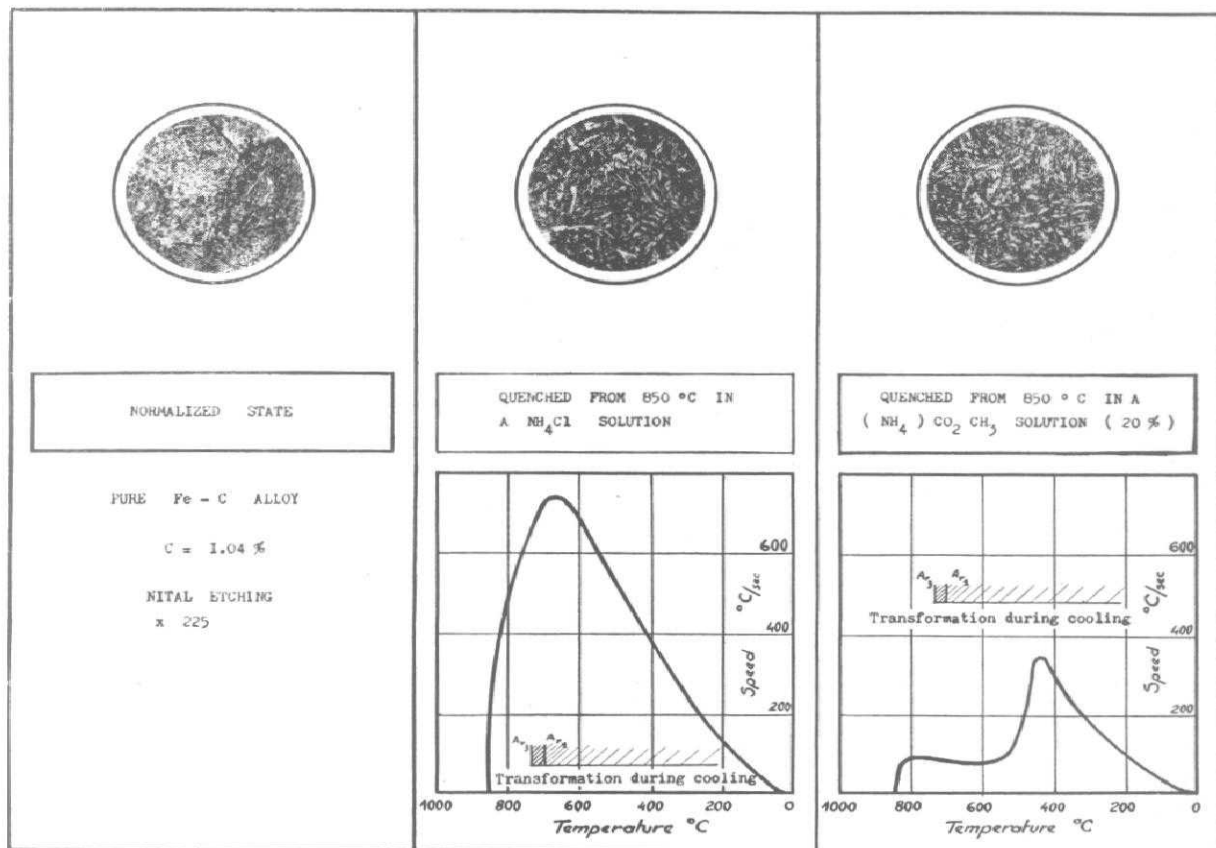 NORMALIZED STATE
PURE Fe - C ALLOY
C = I.04 %
NITAL ETCHING
x 225
QUENCHED FROM 850 °C IN
A NH₄Cl SOLUTION
600
°C/sec
400
Speed
200
Ar₃
Transformation during cooling
1000 800 600 400 200 0
Temperature °C
QUENCHED FROM 850 °C IN A
( NH₄ ) CO₂ CH₃ SOLUTION ( 20 % )
600
Ar₃
°C/sec
Transformation during cooling
400
Speed
200
1000 800 600 400 200 0
Temperature °C